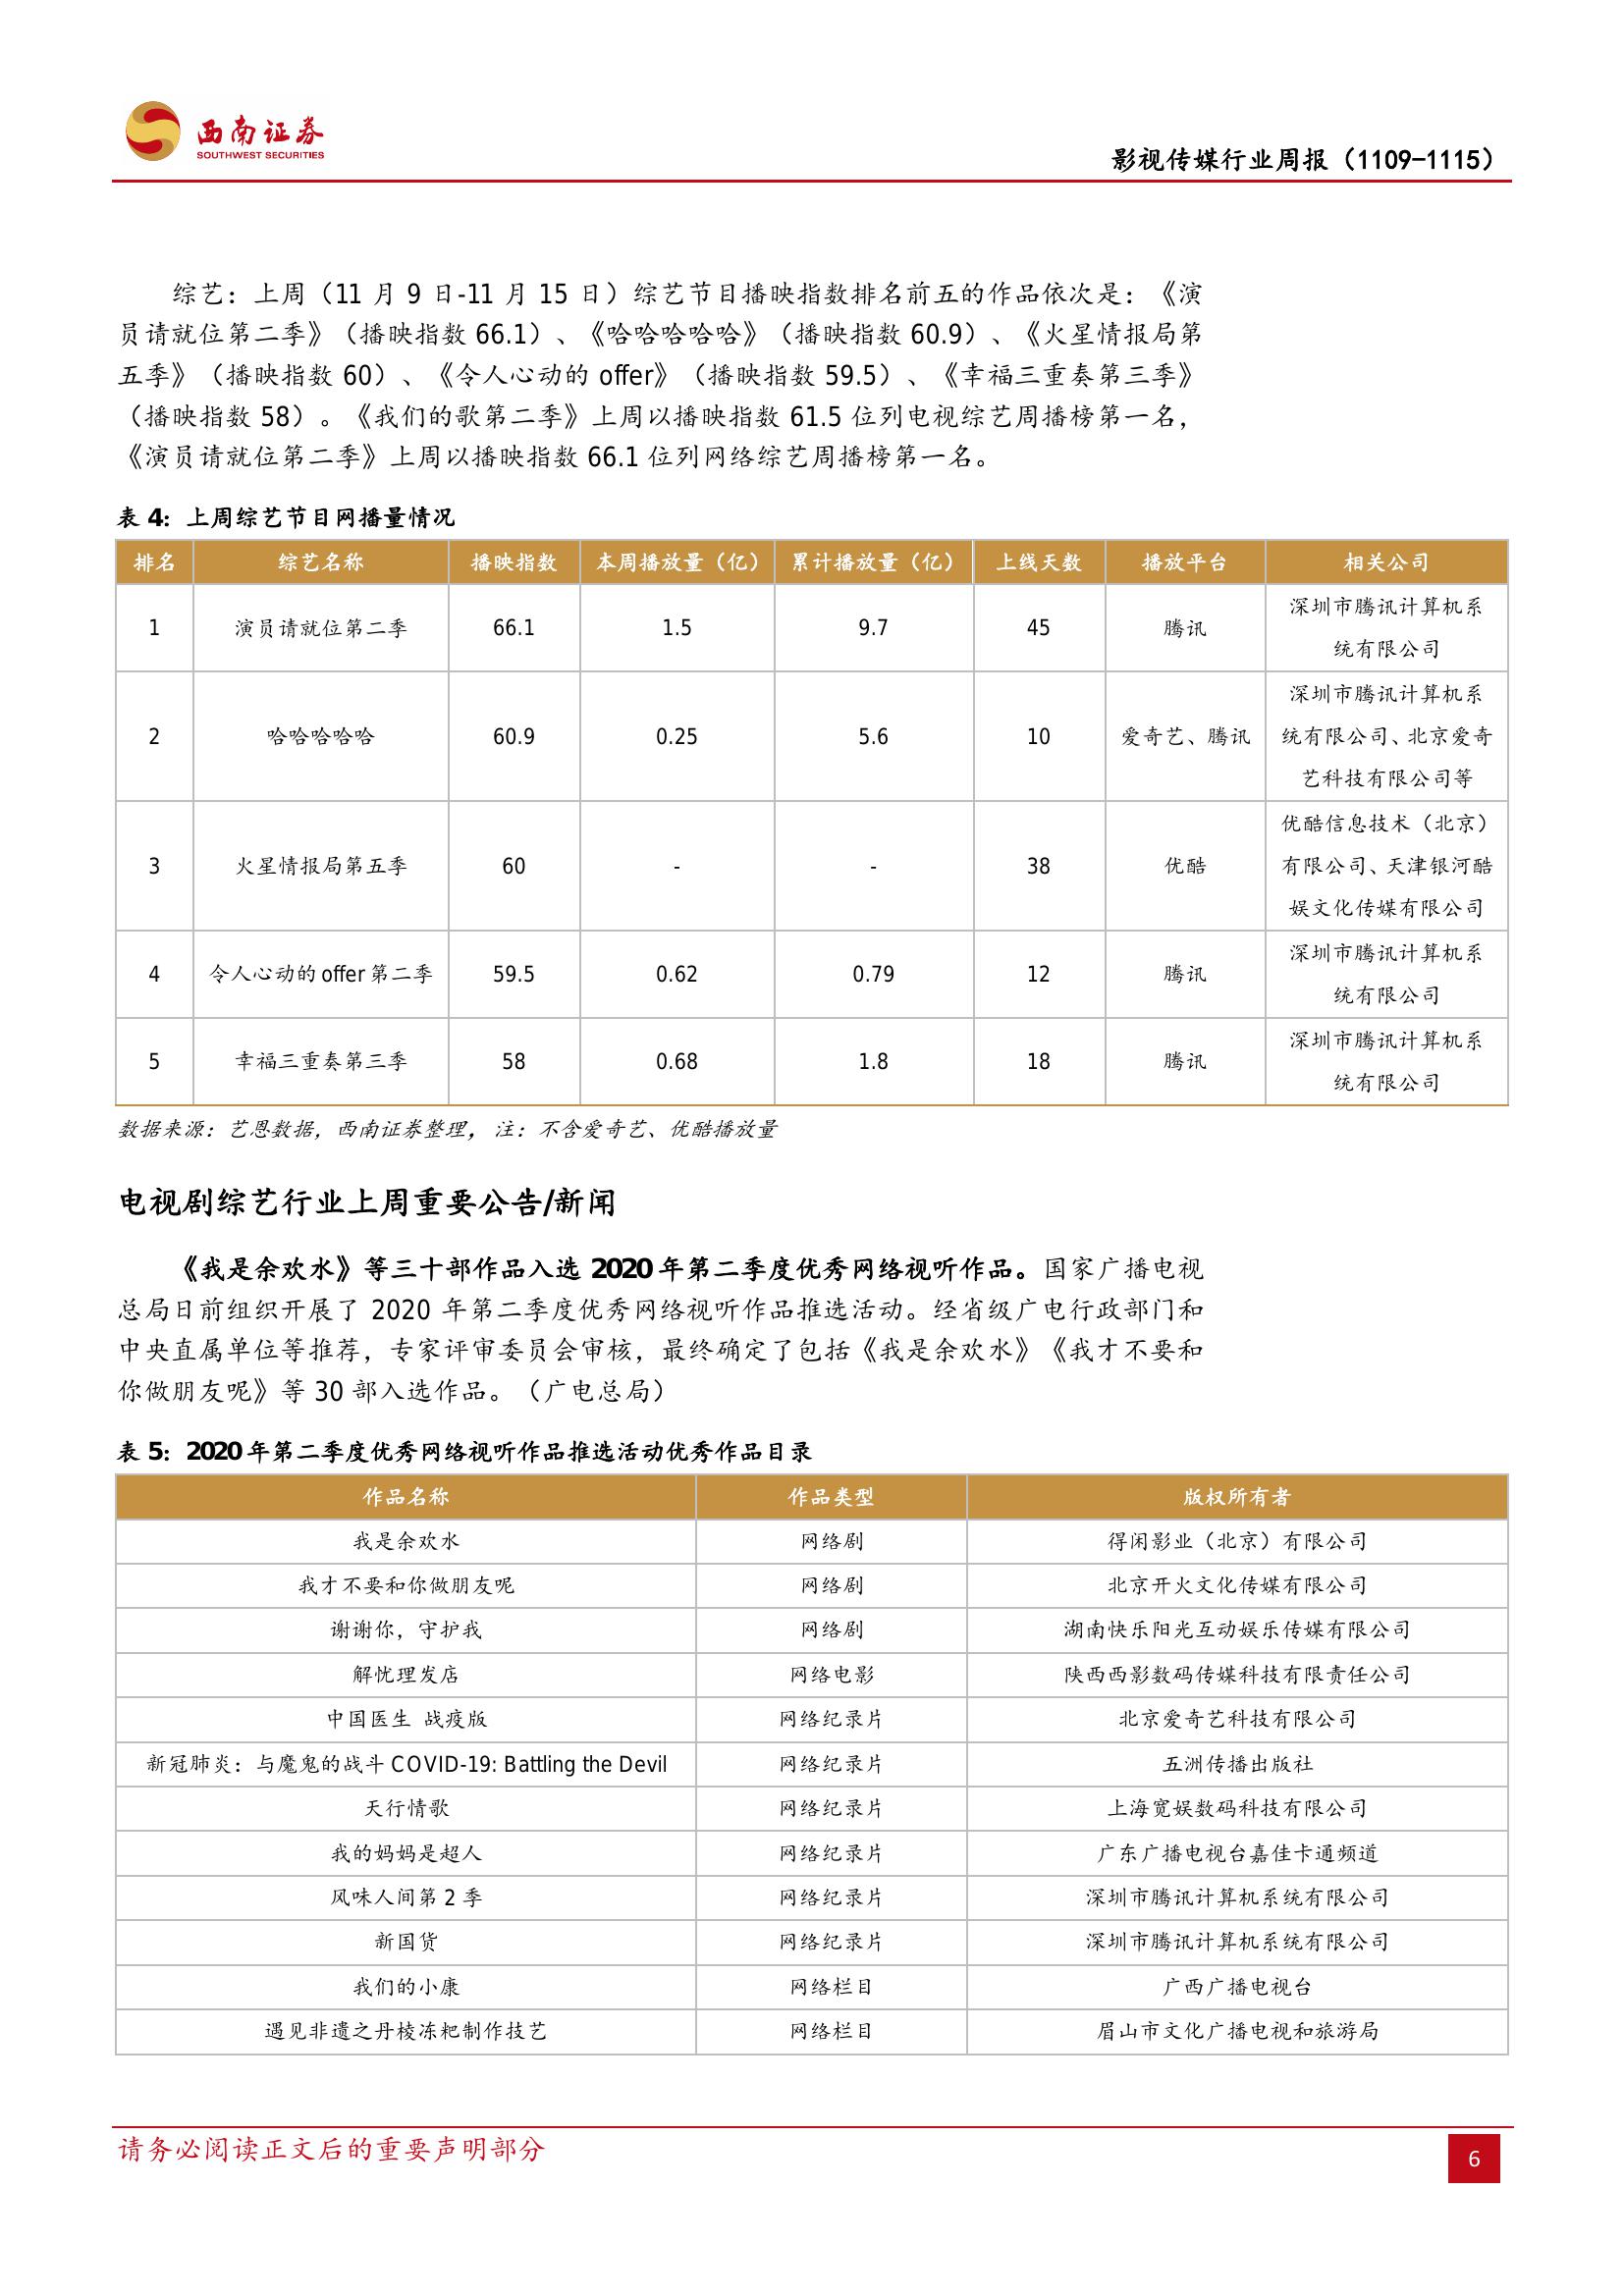 西南证券
SOUTHWEST SECURITIES
影视传媒行业周报（1109-1115）
综艺：上周（11 月 9 日-11 月 15 日）综艺节目播映指数排名前五的作品依次是：《演
员请就位第二季》（播映指数 66.1）、《哈哈哈哈哈》（播映指数 60.9）、《火星情报局第
五季》（播映指数 60）、《令人心动的 offer》（播映指数 59.5）、《幸福三重奏第三季》
（播映指数 58）。《我们的歌第二季》上周以播映指数 61.5 位列电视综艺周播榜第一名，
《演员请就位第二季》上周以播映指数 66.1 位列网络综艺周播榜第一名。
表 4：上周综艺节目网播量情况
排名 综艺名称 播映指数 本周播放量（亿） 累计播放量（亿） 上线天数 播放平台 相关公司
深圳市腾讯计算机系
1 演员请就位第二季 66.1 1.5 9.7 45 腾讯
统有限公司
深圳市腾讯计算机系
2 哈哈哈哈哈 60.9 0.25 5.6 10 爱奇艺、腾讯 统有限公司、北京爱奇
艺科技有限公司等
优酷信息技术（北京）
3 火星情报局第五季 60 - - 38 优酷 有限公司、天津银河酷
娱文化传媒有限公司
深圳市腾讯计算机系
4 令人心动的 offer 第二季 59.5 0.62 0.79 12 腾讯
统有限公司
深圳市腾讯计算机系
5 幸福三重奏第三季 58 0.68 1.8 18 腾讯
统有限公司
数据来源：艺恩数据，西南证券整理，注：不含爱奇艺、优酷播放量
电视剧综艺行业上周重要公告/新闻
《我是余欢水》等三十部作品入选 2020 年第二季度优秀网络视听作品。国家广播电视
总局日前组织开展了 2020 年第二季度优秀网络视听作品推选活动。经省级广电行政部门和
中央直属单位等推荐，专家评审委员会审核，最终确定了包括《我是余欢水》《我才不要和
你做朋友呢》等 30 部入选作品。（广电总局）
表 5：2020 年第二季度优秀网络视听作品推选活动优秀作品目录
作品名称 作品类型 版权所有者
我是余欢水 网络剧 得闲影业（北京）有限公司
我才不要和你做朋友呢 网络剧 北京开火文化传媒有限公司
谢谢你，守护我 网络剧 湖南快乐阳光互动娱乐传媒有限公司
解忧理发店 网络电影 陕西西影数码传媒科技有限责任公司
中国医生 战疫版 网络纪录片 北京爱奇艺科技有限公司
新冠肺炎：与魔鬼的战斗 COVID-19: Battling the Devil 网络纪录片 五洲传播出版社
天行情歌 网络纪录片 上海宽娱数码科技有限公司
我的妈妈是超人 网络纪录片 广东广播电视台嘉佳卡通频道
风味人间第 2 季 网络纪录片 深圳市腾讯计算机系统有限公司
新国货 网络纪录片 深圳市腾讯计算机系统有限公司
我们的小康 网络栏目 广西广播电视台
遇见非遗之丹棱冻粑制作技艺 网络栏目 眉山市文化广播电视和旅游局
请务必阅读正文后的重要声明部分
6